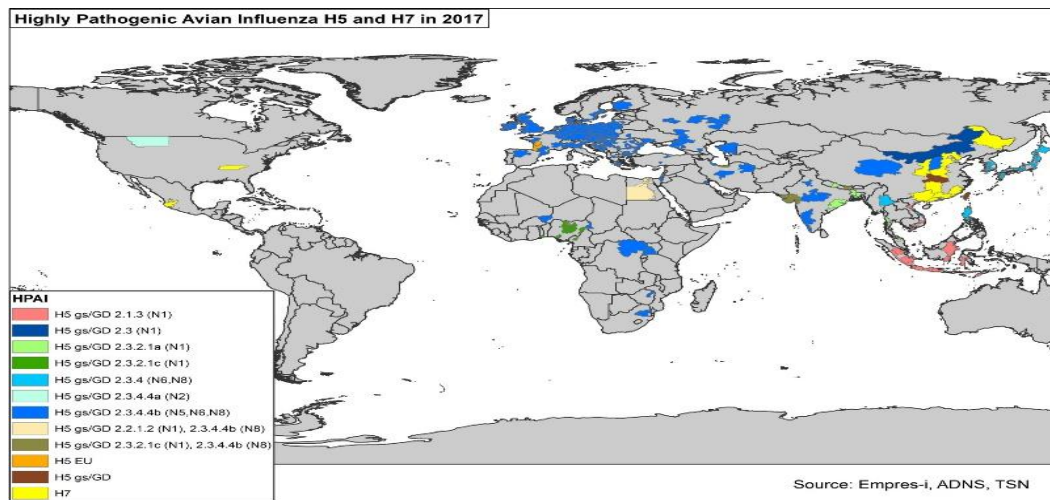 Highly Pathogenic Avian Influenza H5 and H7 in 2017
HPAI
H5 gs/GD 2.1.3 (N1)
H5 gs/GD 2.3 (N1)
H5 gs/GD 2.3.2.1a (N1)
H5 gs/GD 2.3.2.1c (N1)
H5 gs/GD 2.3.4 (N6,N8)
H5 gs/GD 2.3.4.4a (N2)
H5 gs/GD 2.3.4.4b (N5,N6,N8)
H5 gs/GD 2.2.1.2 (N1), 2.3.4.4b (N8)
H5 gs/GD 2.3.2.1c (N1), 2.3.4.4b (N8)
H5 EU
H5 gs/GD
H7
Source: Empres-i, ADNS, TSN